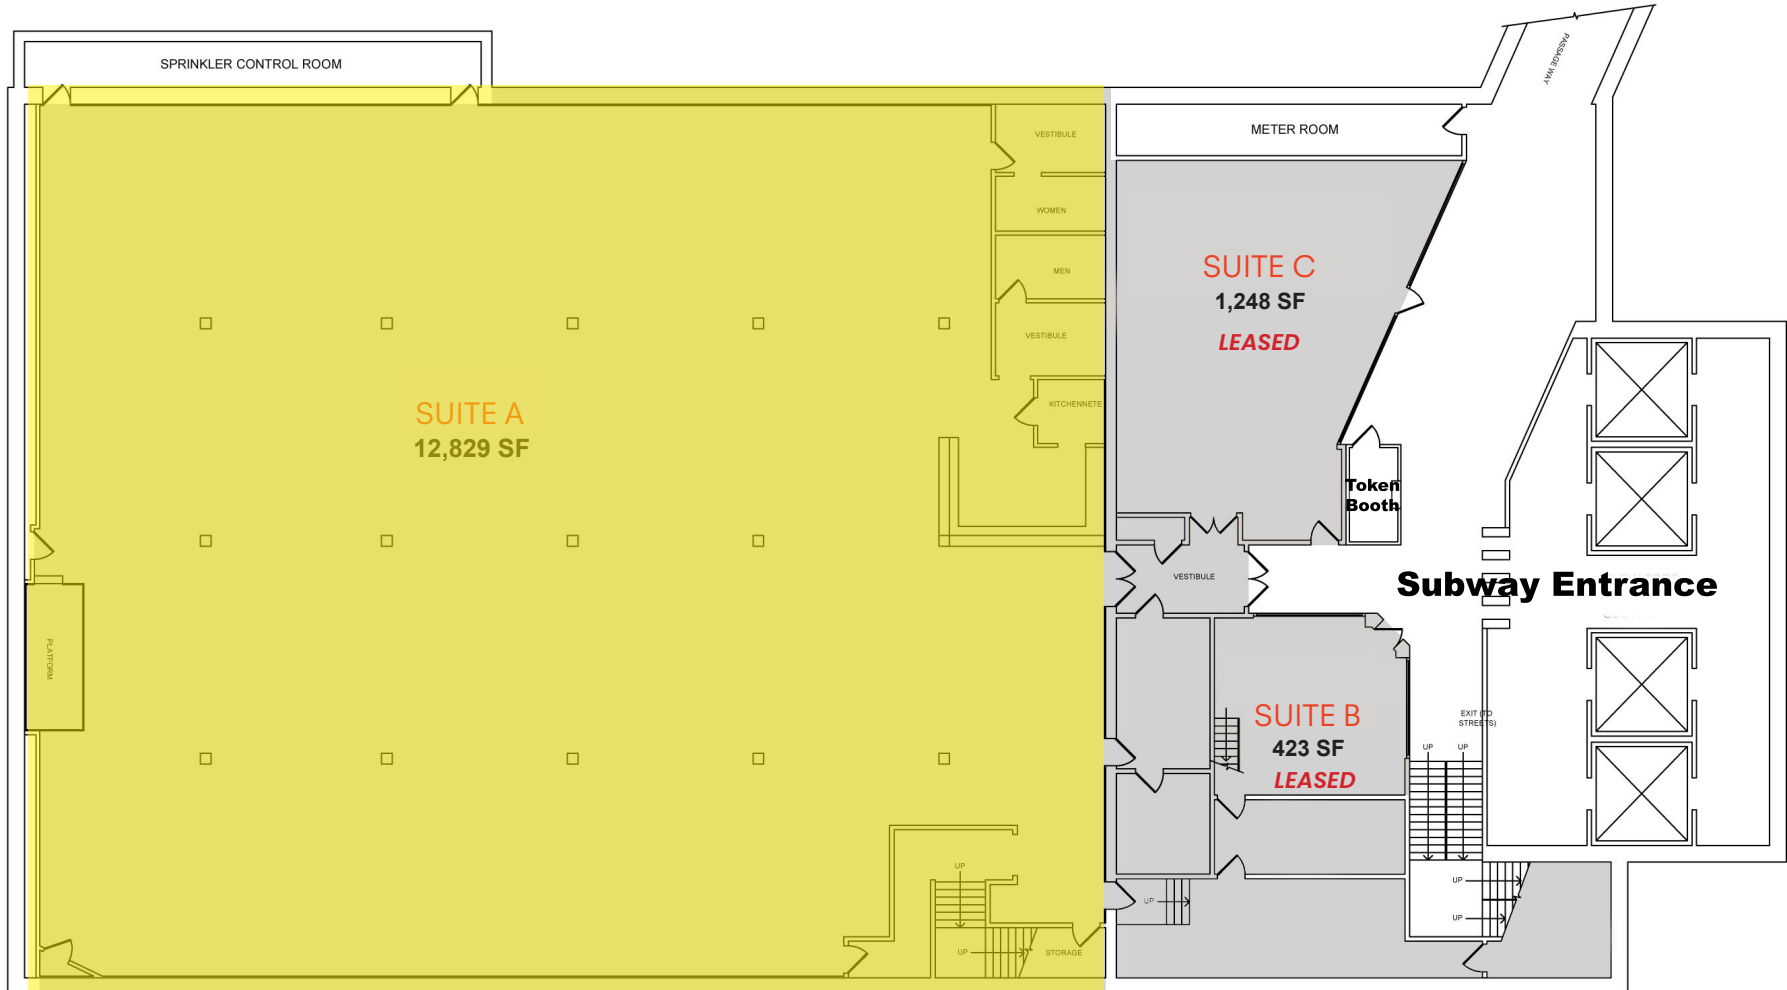 PASSAGE WAY
SPRINKLER CONTROL ROOM
METER ROOM
VESTIBULE
WOMEN
MEN
VESTIBULE
KITCHENNETE
SUITE C
1,248 SF
LEASED
SUITE A
12,829 SF
Token
Booth
VESTIBULE
Subway Entrance
PLATFORM
SUITE B
423 SF
LEASED
EXIT (TO
STREETS)
UP
UP
UP
UP
UP
UP
UP
STORAGE